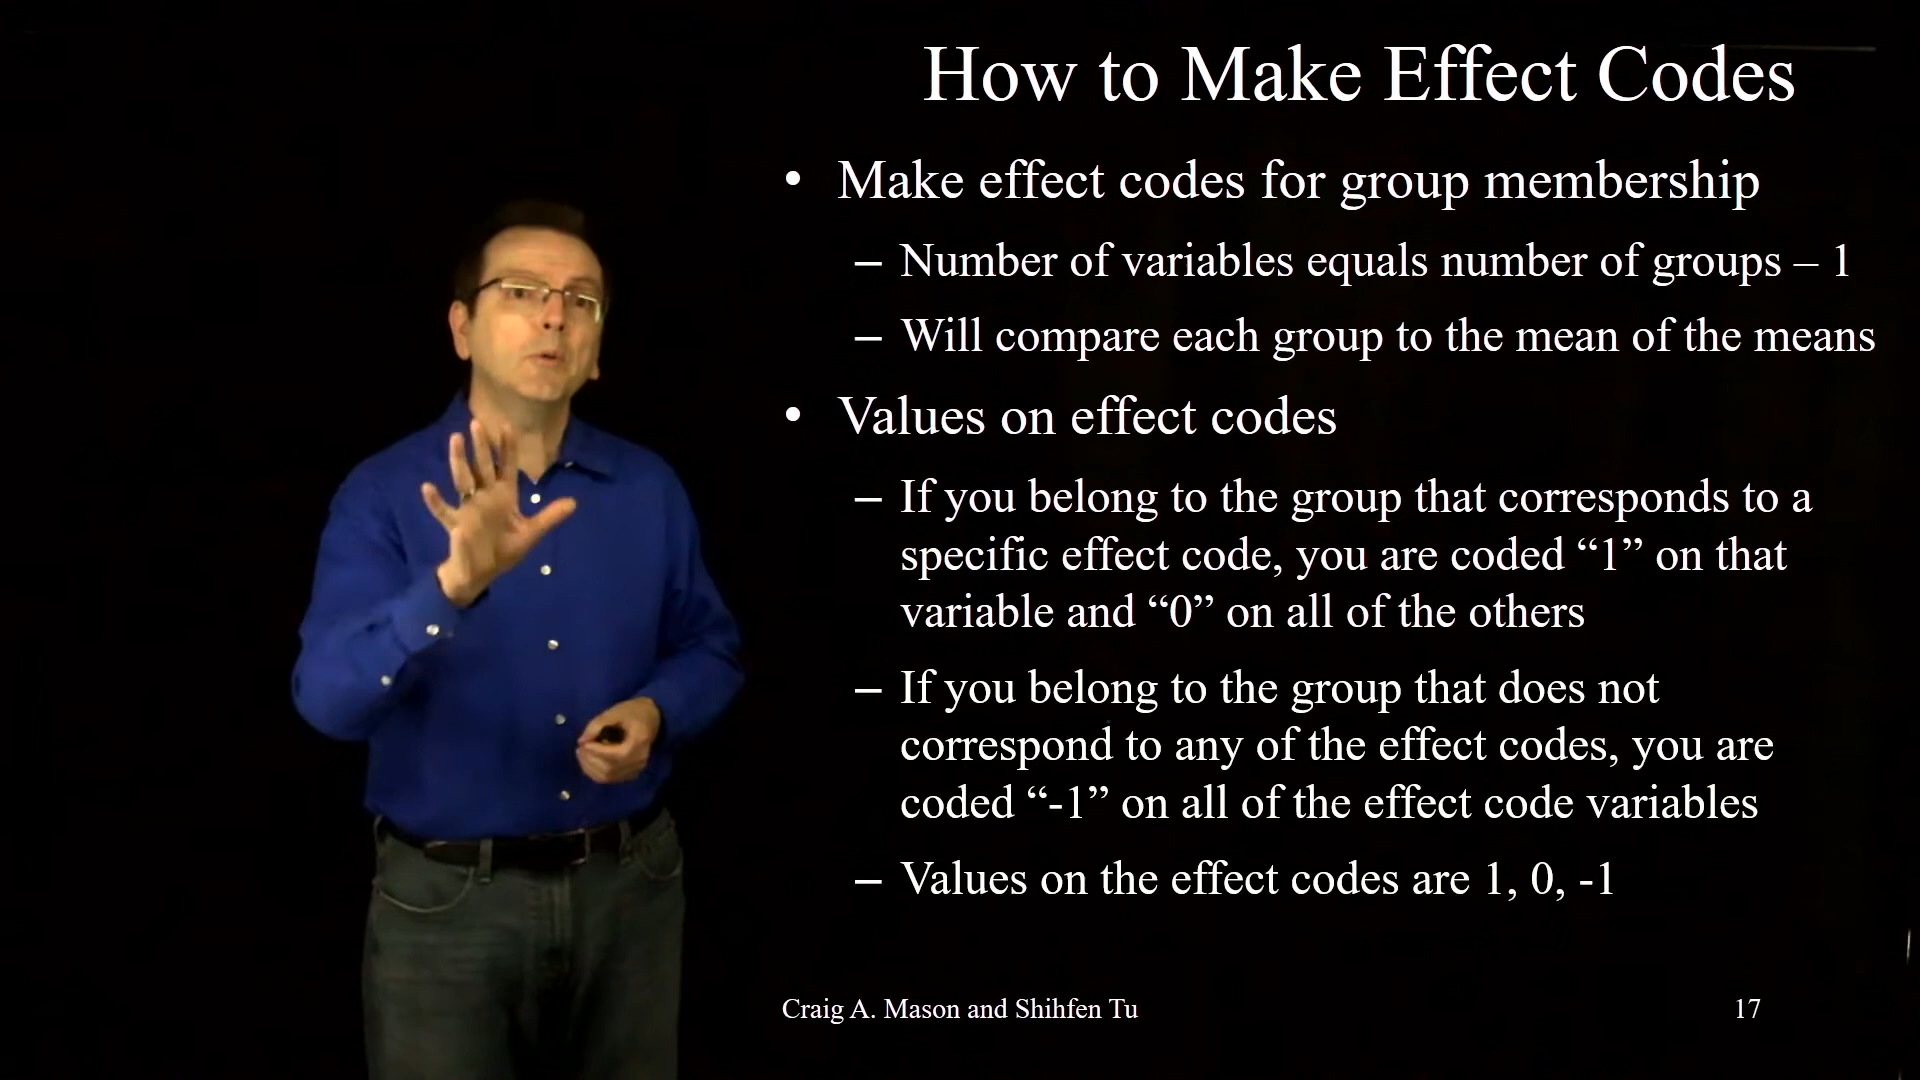 How to Make Effect Codes
• Make effect codes for group membership
– Number of variables equals number of groups – 1
– Will compare each group to the mean of the means
• Values on effect codes
– If you belong to the group that corresponds to a
specific effect code, you are coded “1” on that
variable and “0” on all of the others
– If you belong to the group that does not
correspond to any of the effect codes, you are
coded “-1” on all of the effect code variables
– Values on the effect codes are 1, 0, -1
Craig A. Mason and Shihfen Tu
17